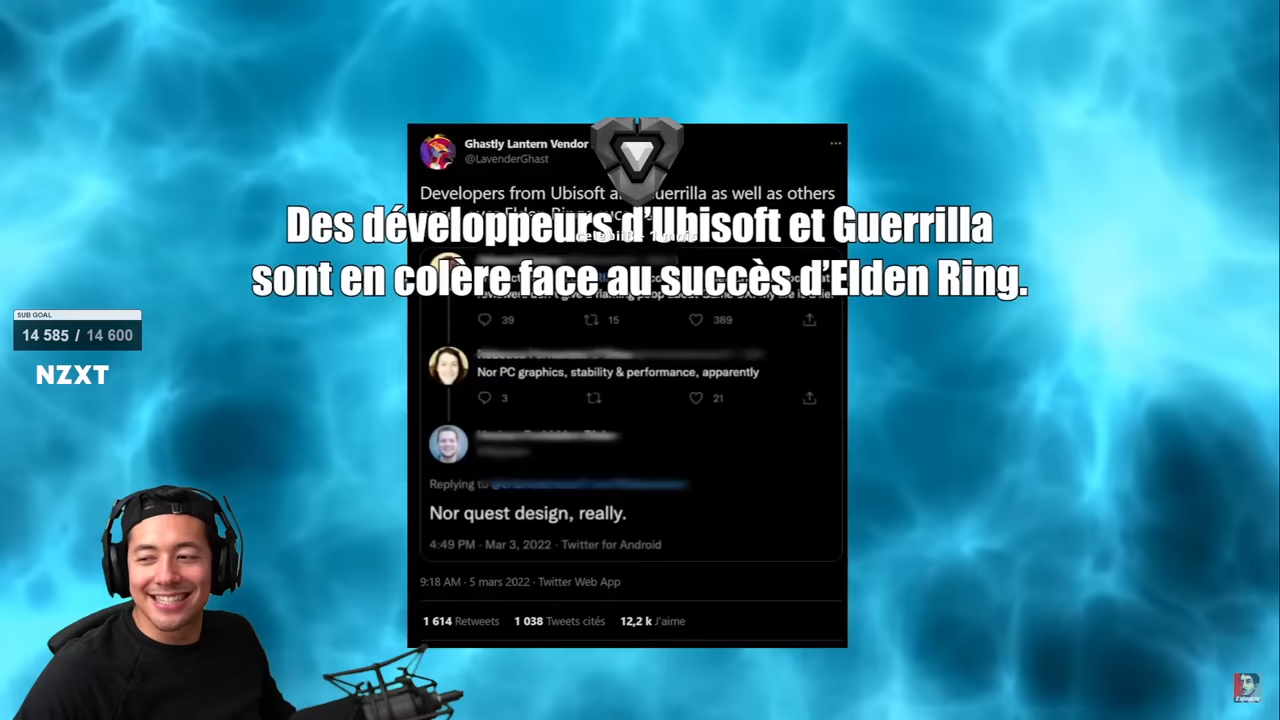 Ghastly Lantern Vendor
@LavenderGhast
Developers from Ubisoft and Guerrilla as well as others
Des développeurs d'Ubisoft et Guerrilla
sont en colère face au succès d'Elden Ring.
39 15 389
SUB GOAL
14 585 / 14 600
NZXT
Nor PC graphics, stability & performance, apparently
3 21
Replying to
Nor quest design, really.
4:49 PM · Mar 3, 2022 · Twitter for Android
9:18 AM · 5 mars 2022 · Twitter Web App
1 614 Retweets 1 038 Tweets cités 12,2 k J'aime